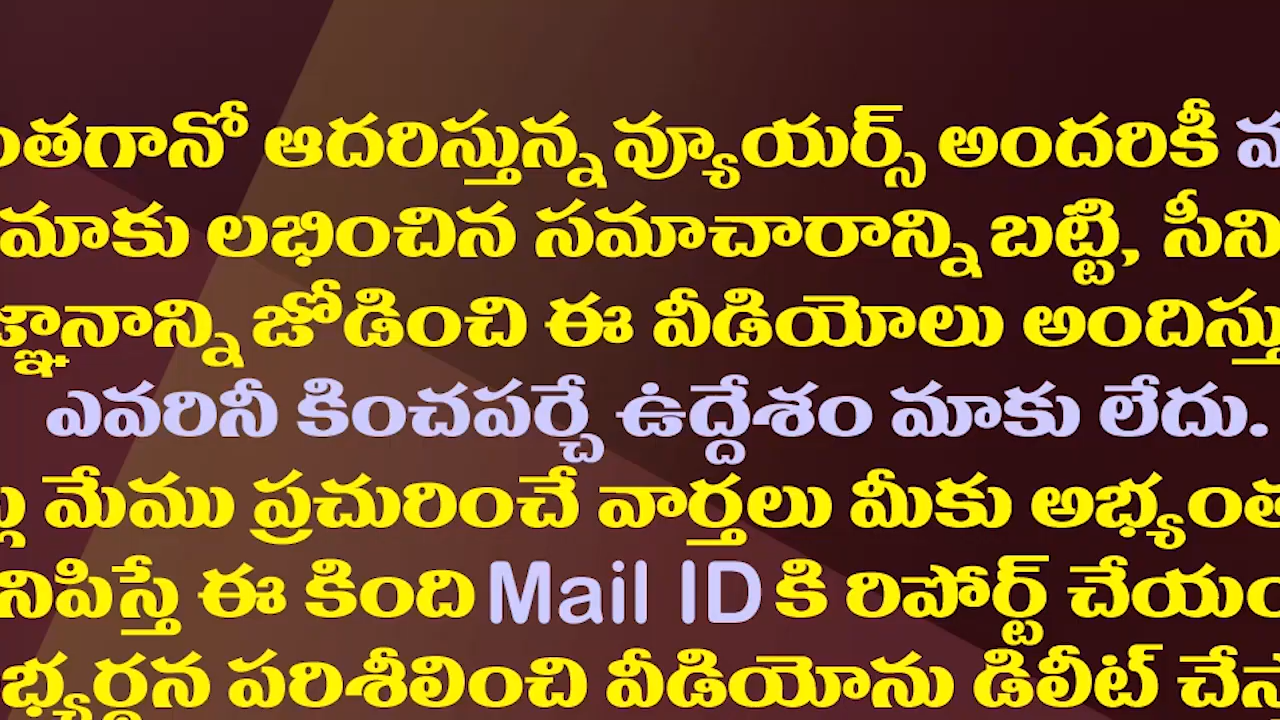 ంతగానో ఆదరిస్తున్న వ్యూయర్స్ అందరికీ
మాకు లభించిన సమాచారాన్ని బట్టి, సీని
జ్ఞానాన్ని జోడించి ఈ వీడియోలు అందిస్తు
ఎవరినీ కించపర్చే ఉద్దేశం మాకు లేదు.
మేము ప్రచురించే వార్తలు మీకు అభ్యంత
నిపిస్తే ఈ కింది Mail ID కి రిపోర్ట్ చేయం
భ్యర్థన పరిశీలించి వీడియోను డిలీట్ చేస